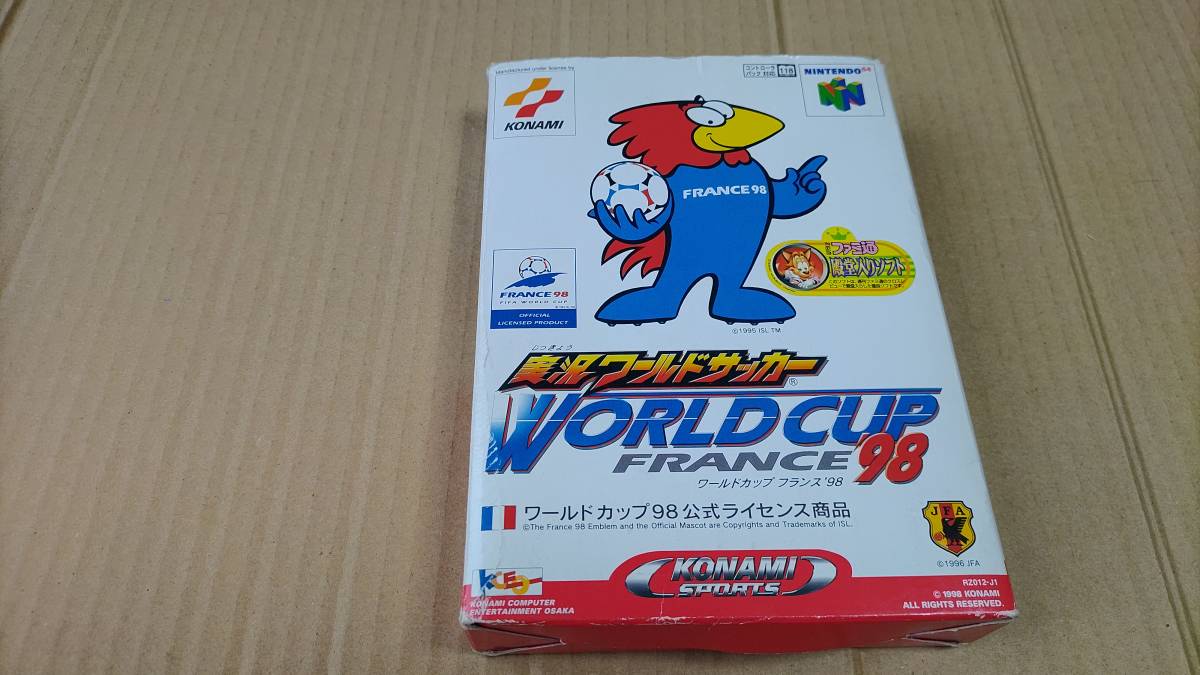 Manufactured under license by
KONAMI
コントローラ
パック 対応
118
NINTENDO 64
FRANCE 98
ファミ通
殿堂入りソフト
FRANCE 98
FIFA WORLD CUP
OFFICIAL
LICENSED PRODUCT
©1995 ISL TM
じっきょう
実況ワールドサッカー®
WORLD CUP
FRANCE '98
ワールドカップ フランス '98
ワールドカップ98公式ライセンス商品
©The France 98 Emblem and the Official Mascot are Copyrights and Trademarks of ISL.
JFA
©1996 JFA
KONAMI
SPORTS
KCEO
KONAMI COMPUTER
ENTERTAINMENT OSAKA
RZ012-J1
© 1998 KONAMI
ALL RIGHTS RESERVED.